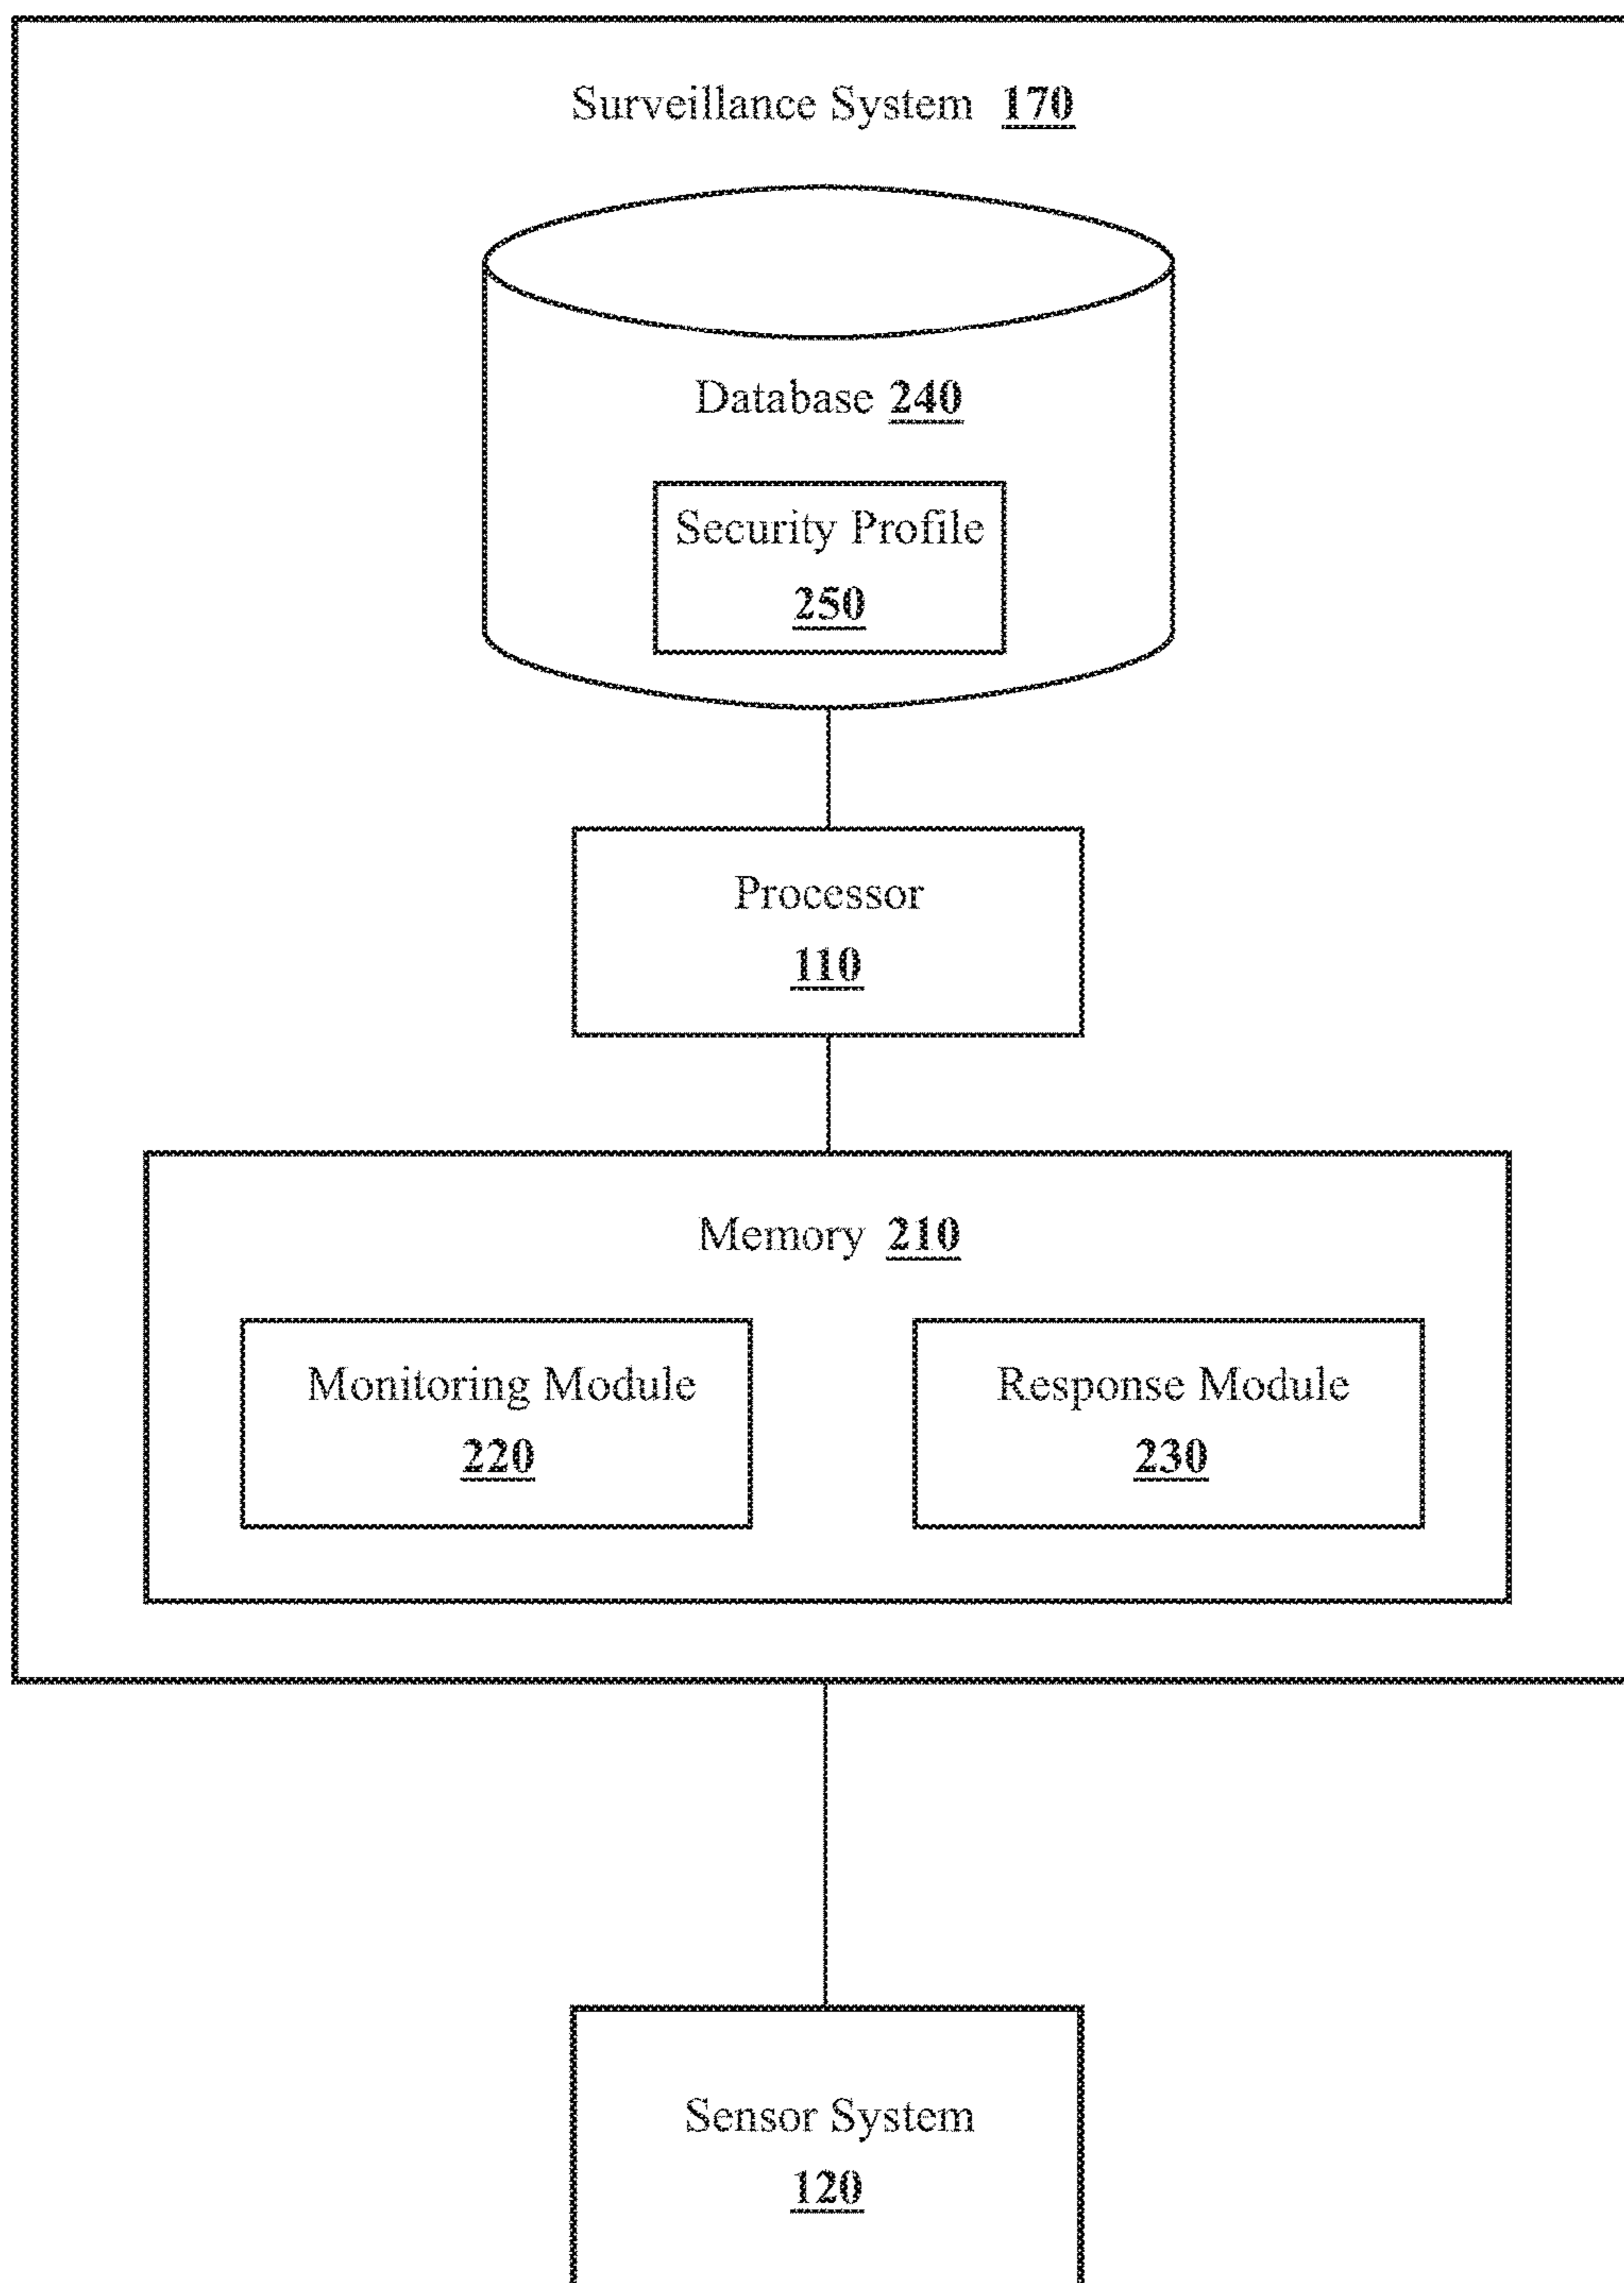 Surveillance System 170
Database 240
Security Profile
250
Processor
110
Memory 210
Monitoring Module
220
Response Module
230
Sensor System
120